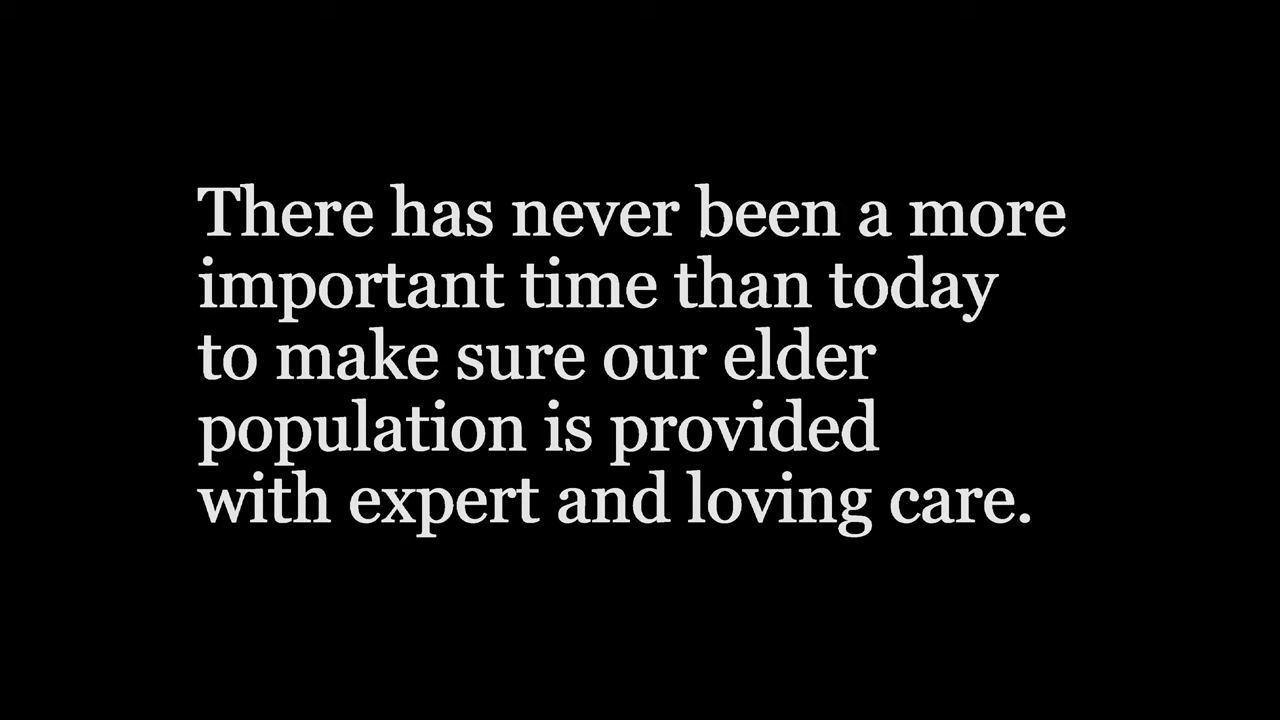 There has never been a more
important time than today
to make sure our elder
population is provided
with expert and loving care.